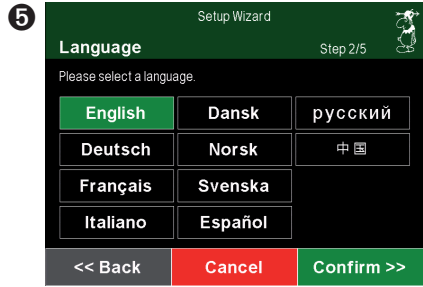 5
Setup Wizard
Language
Step 2/5
Please select a language.
English Dansk русский
Deutsch Norsk 中国
Français Svenska
Italiano Español
<< Back Cancel Confirm >>